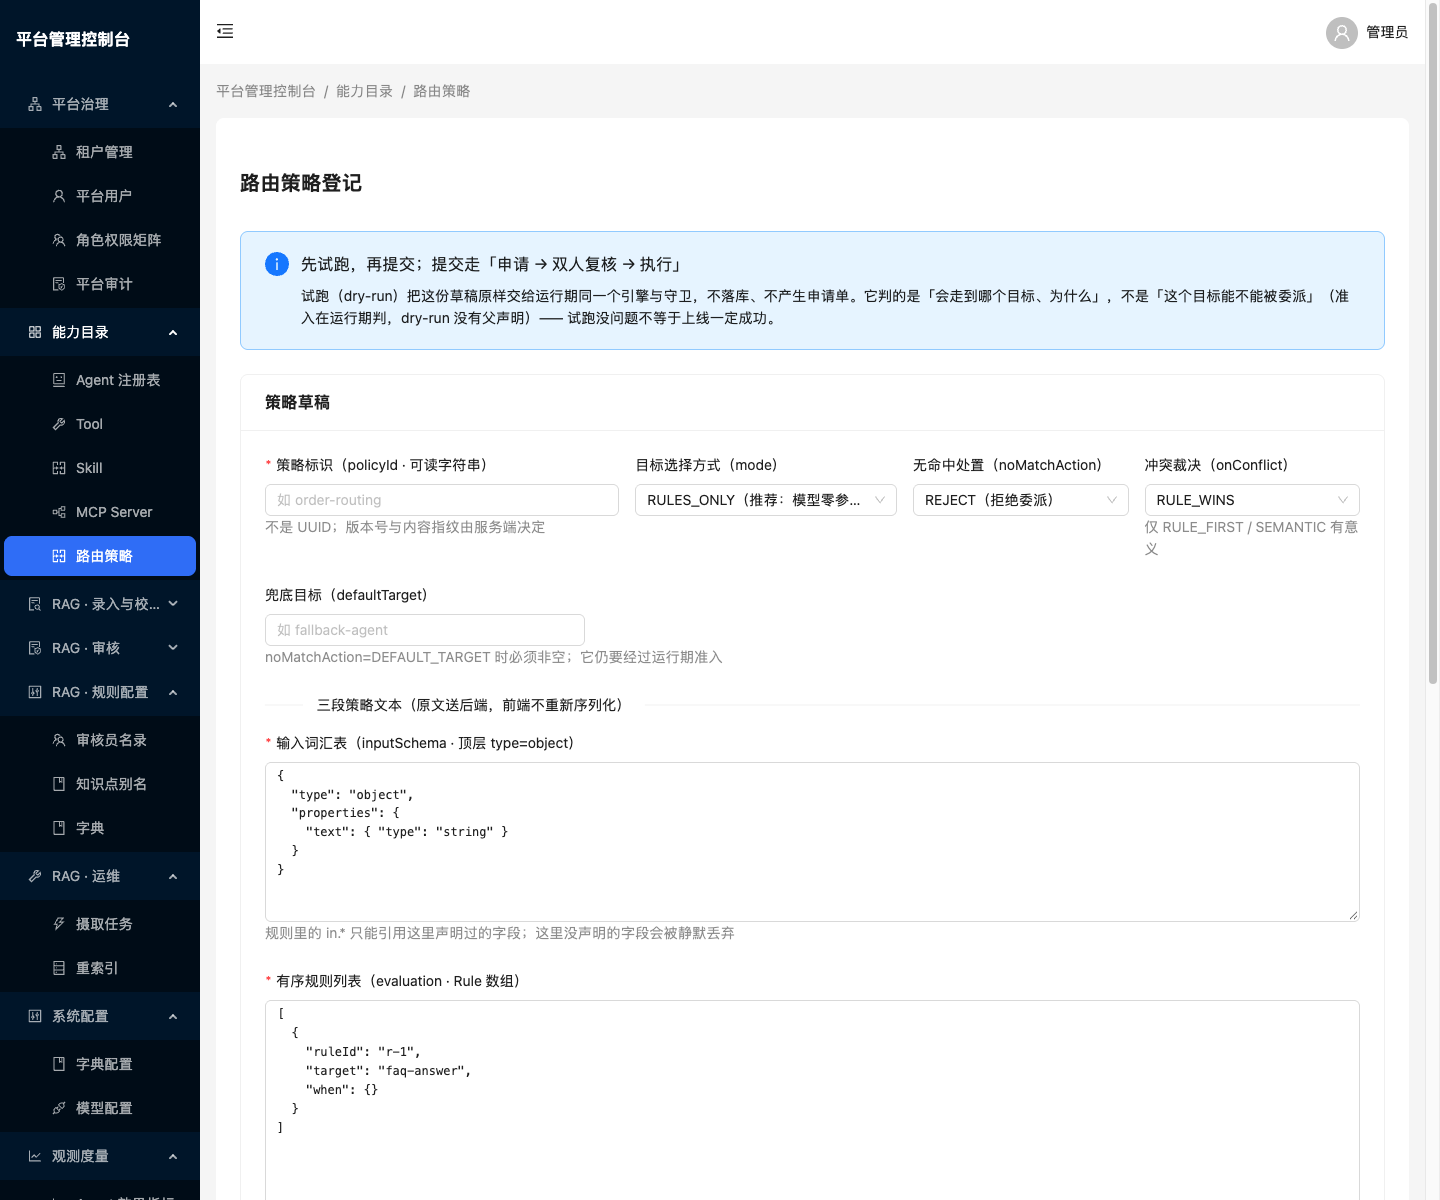 平台管理控制台
平台治理
租户管理
平台用户
角色权限矩阵
平台审计
能力目录
Agent 注册表
Tool
Skill
MCP Server
路由策略
RAG · 录入与校...
RAG · 审核
RAG · 规则配置
审核员名录
知识点别名
字典
RAG · 运维
摄取任务
重索引
系统配置
字典配置
模型配置
观测度量
管理员
平台管理控制台 / 能力目录 / 路由策略
路由策略登记
先试跑，再提交；提交走「申请 → 双人复核 → 执行」
试跑（dry-run）把这份草稿原样交给运行期同一个引擎与守卫，不落库、不产生申请单。它判的是「会走到哪个目标、为什么」，不是「这个目标能不能被委派」（准
入在运行期判，dry-run 没有父声明）—— 试跑没问题不等于上线一定成功。
策略草稿
* 策略标识（policyId · 可读字符串）
如 order-routing
不是 UUID；版本号与内容指纹由服务端决定
目标选择方式（mode）
RULES_ONLY（推荐：模型零参...
无命中处置（noMatchAction）
REJECT（拒绝委派）
冲突裁决（onConflict）
RULE_WINS
仅 RULE_FIRST / SEMANTIC 有意
义
兜底目标（defaultTarget）
如 fallback-agent
noMatchAction=DEFAULT_TARGET 时必须非空；它仍要经过运行期准入
三段策略文本（原文送后端，前端不重新序列化）
* 输入词汇表（inputSchema · 顶层 type=object）
{
  "type": "object",
  "properties": {
    "text": { "type": "string" }
  }
}
规则里的 in.* 只能引用这里声明过的字段；这里没声明的字段会被静默丢弃
* 有序规则列表（evaluation · Rule 数组）
[
  {
    "ruleId": "r-1",
    "target": "faq-answer",
    "when": {}
  }
]